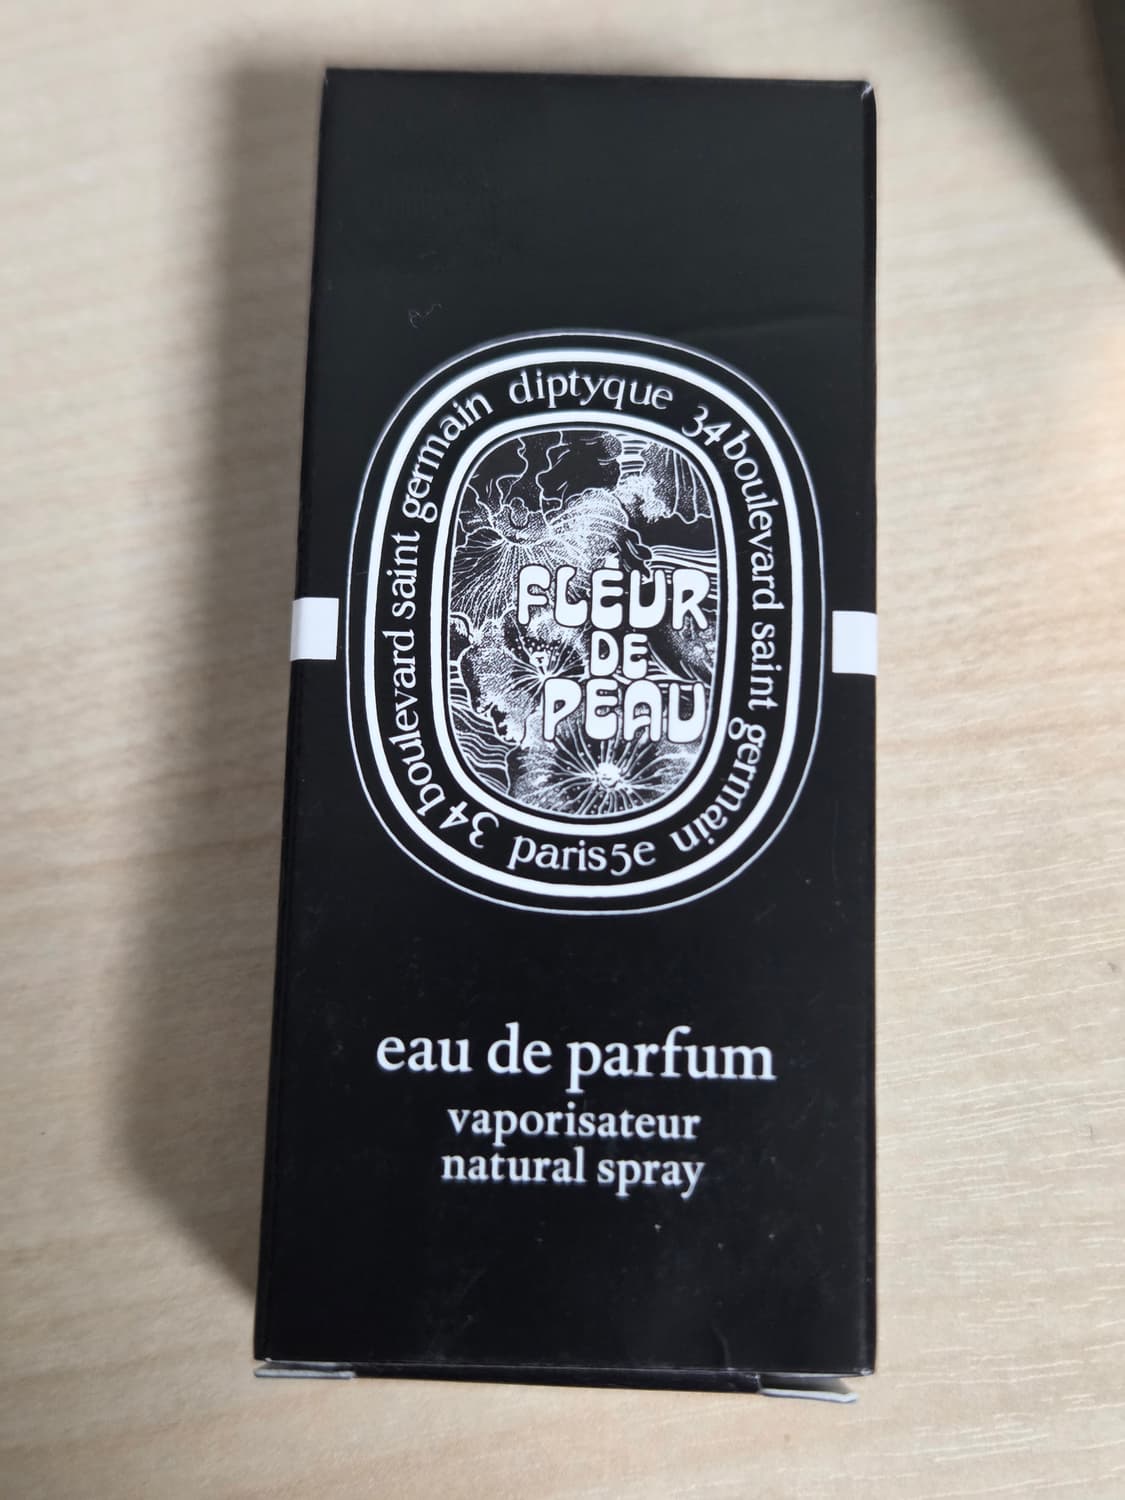 diptyque
34 boulevard saint germain
paris5e
34 boulevard saint germain
FLEUR
DE
PEAU
eau de parfum
vaporisateur
natural spray